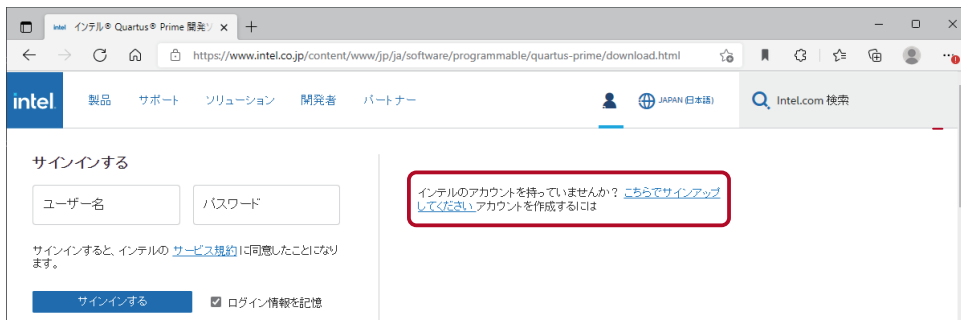 intel インテル® Quartus® Prime 開発ソ
https://www.intel.co.jp/content/www/jp/ja/software/programmable/quartus-prime/download.html
intel. 製品 サポート ソリューション 開発者 パートナー JAPAN (日本語) Intel.com 検索
サインインする
ユーザー名 パスワード
サインインすると、インテルの サービス規約 に同意したことになり
ます。
サインインする ログイン情報を記憶
インテルのアカウントを持っていませんか？ こちらでサインアップ
してください アカウントを作成するには